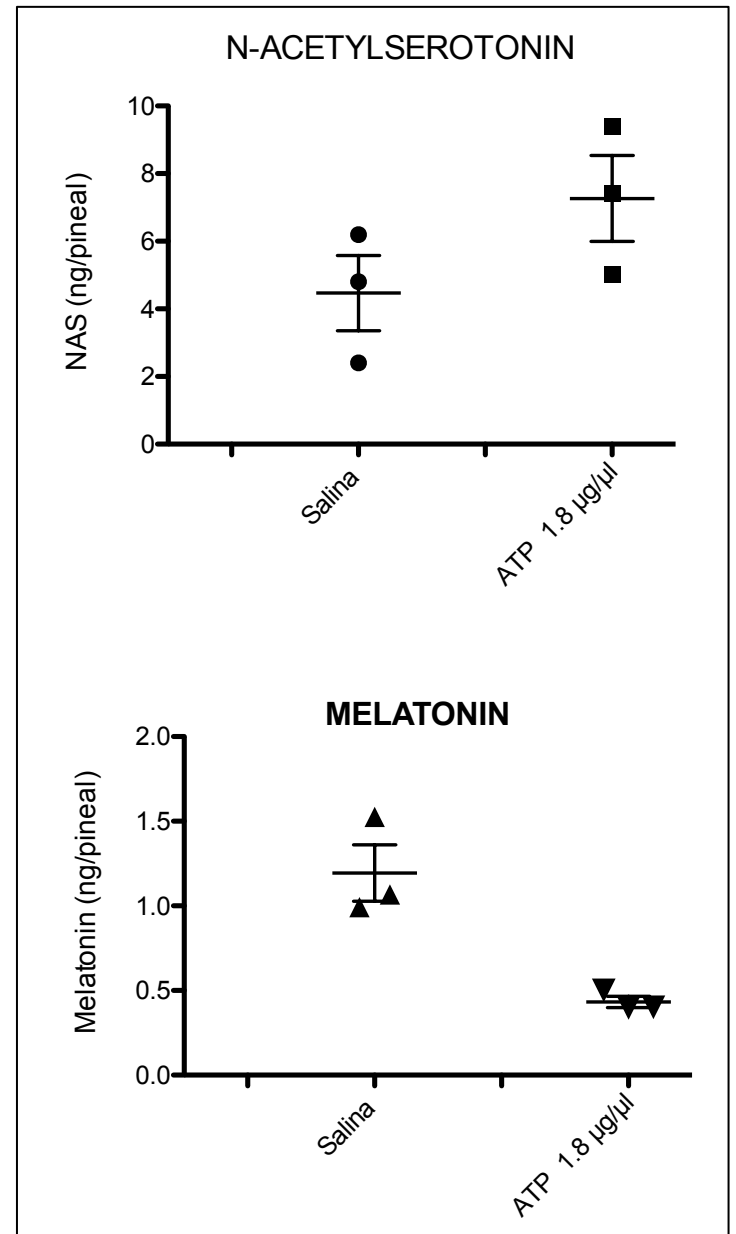 N-ACETYLSEROTONIN
NAS (ng/pineal)
10
8
6
4
2
0
Salina
ATP 1.8 µg/µl
MELATONIN
Melatonin (ng/pineal)
2.0
1.5
1.0
0.5
0.0
Salina
ATP 1.8 µg/µl